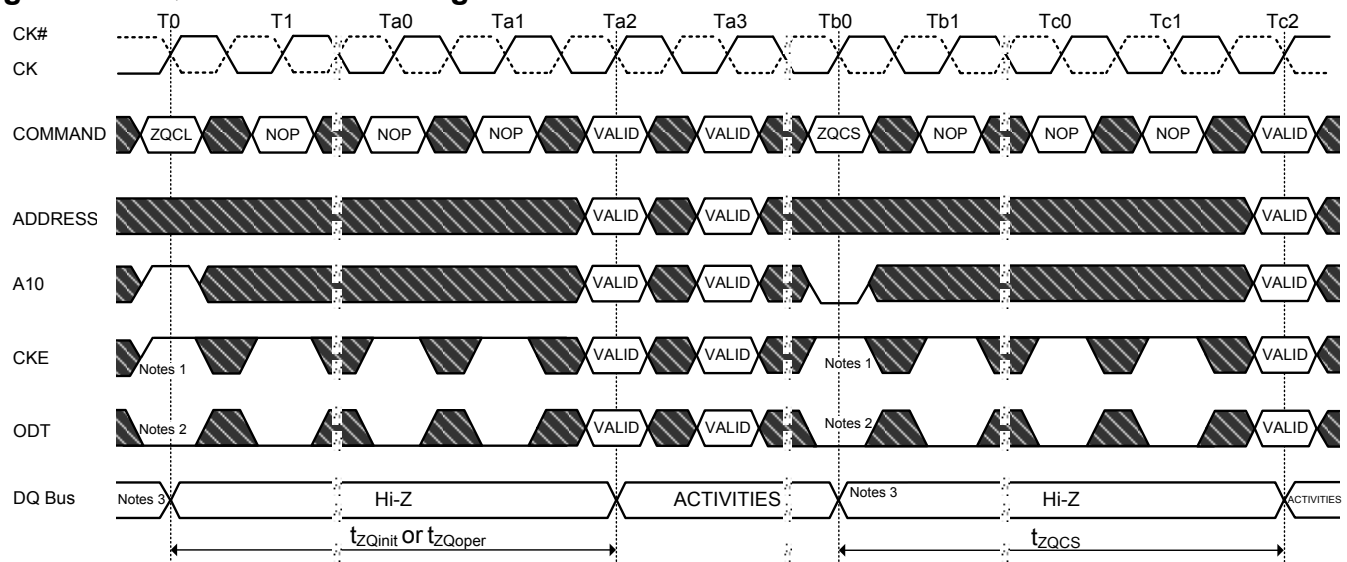 T0 T1 Ta0 Ta1 Ta2 Ta3 Tb0 Tb1 Tc0 Tc1 Tc2
CK#
CK
COMMAND ZQCL NOP NOP NOP VALID VALID ZQCS NOP NOP NOP VALID
ADDRESS VALID VALID VALID
A10 VALID VALID VALID
CKE Notes 1 VALID VALID Notes 1 VALID
ODT Notes 2 VALID VALID Notes 2 VALID
DQ Bus Notes 3 Hi-Z ACTIVITIES Notes 3 Hi-Z ACTIVITIES
tZQinit or tZQoper tZQCS